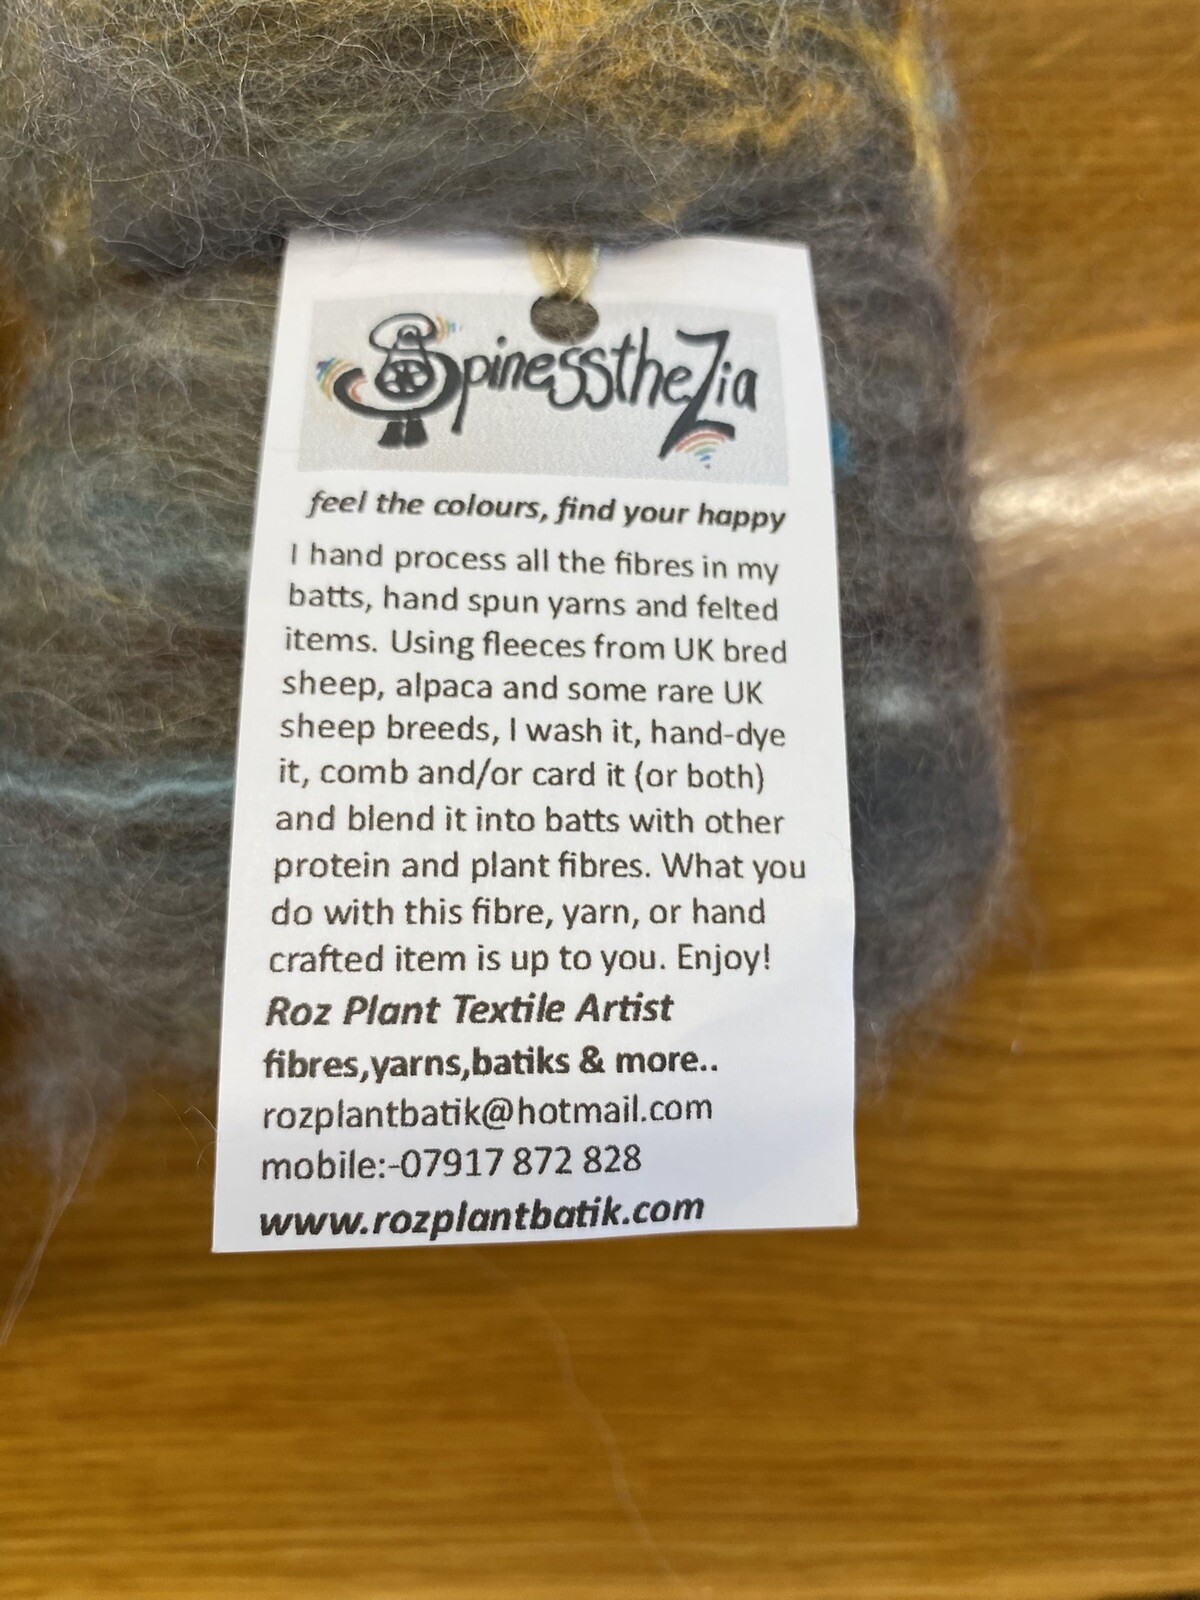 SpinessstheZia
feel the colours, find your happy
I hand process all the fibres in my
batts, hand spun yarns and felted
items. Using fleeces from UK bred
sheep, alpaca and some rare UK
sheep breeds, I wash it, hand-dye
it, comb and/or card it (or both)
and blend it into batts with other
protein and plant fibres. What you
do with this fibre, yarn, or hand
crafted item is up to you. Enjoy!
Roz Plant Textile Artist
fibres,yarns,batiks & more..
rozplantbatik@hotmail.com
mobile:-07917 872 828
www.rozplantbatik.com